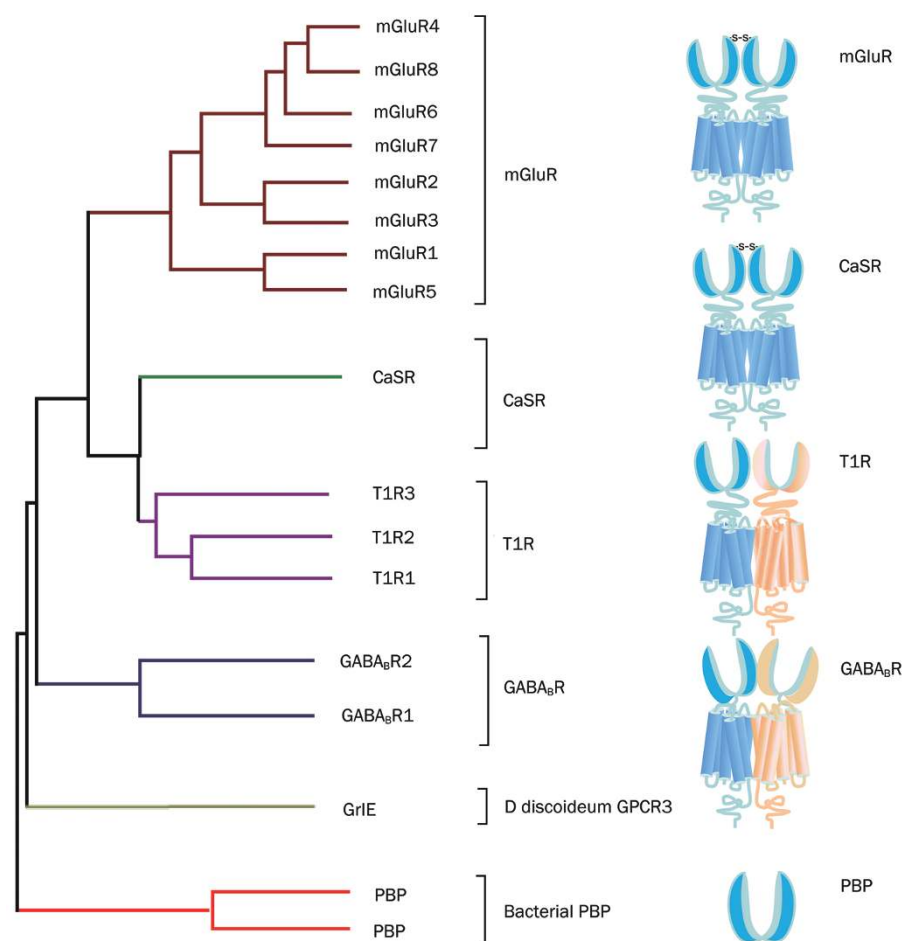 mGluR4
mGluR8
mGluR6
mGluR7
mGluR2
mGluR3
mGluR1
mGluR5
mGluR
CaSR
CaSR
T1R3
T1R2
T1R1
T1R
GABABR2
GABABR1
GABABR
GrlE
D discoideum GPCR3
PBP
PBP
Bacterial PBP
-s-s-
mGluR
-s-s-
CaSR
T1R
GABABR
PBP